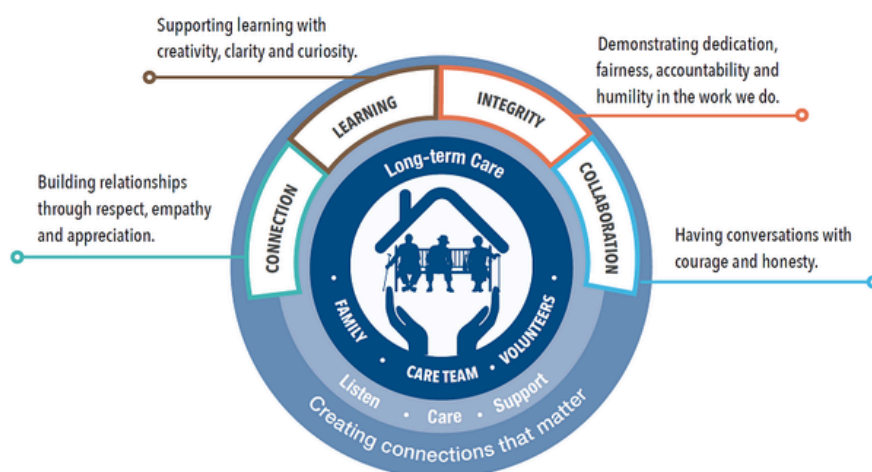 Supporting learning with
creativity, clarity and curiosity.
Demonstrating dedication,
fairness, accountability and
humility in the work we do.
Building relationships
through respect, empathy
and appreciation.
Having conversations with
courage and honesty.
CONNECTION
LEARNING
INTEGRITY
COLLABORATION
Long-term Care
• FAMILY • CARE TEAM • VOLUNTEERS •
Listen • Care • Support
Creating connections that matter